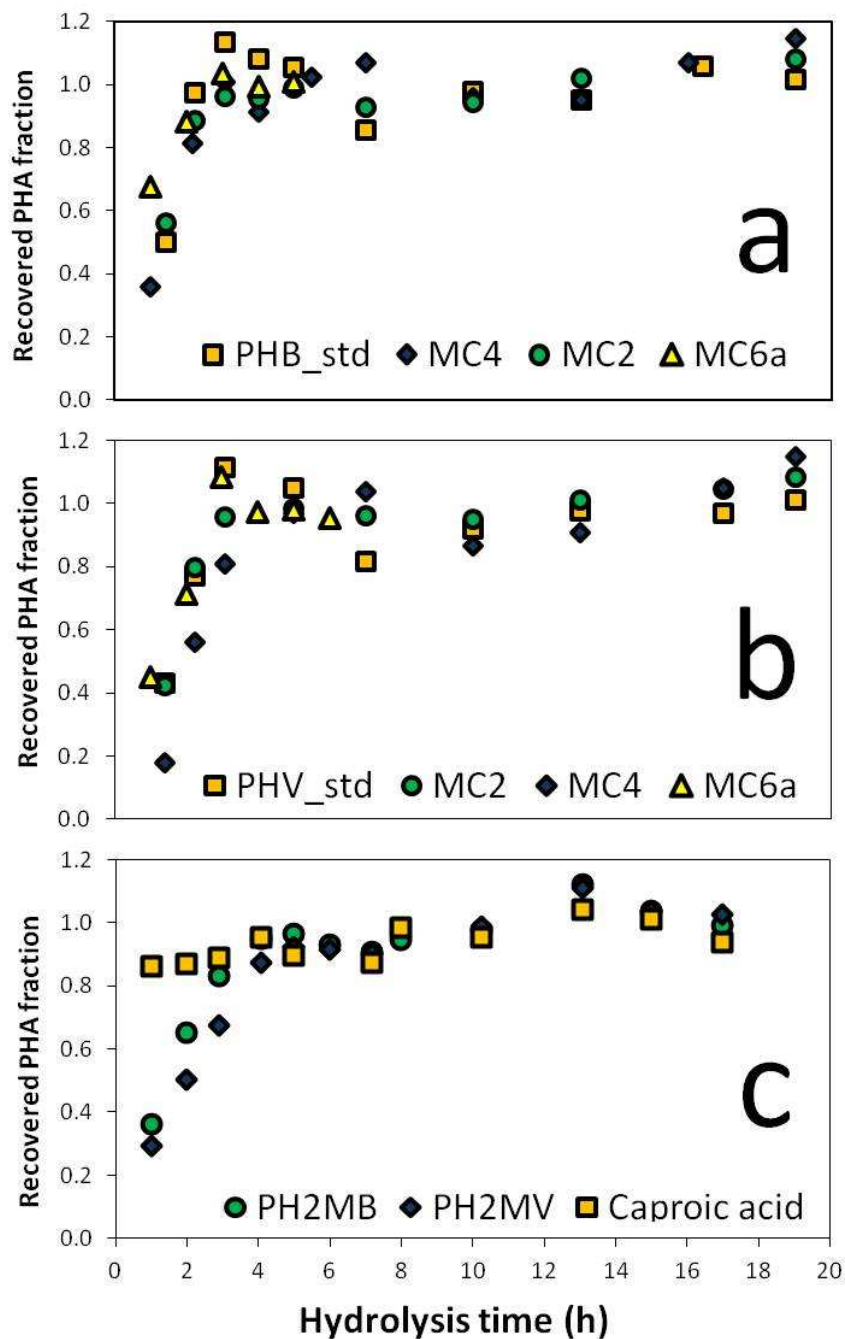 1.2
1.0
0.8
0.6
0.4
0.2
0.0
Recovered PHA fraction
a
PHB_std MC4 MC2 MC6a
1.2
1.0
0.8
0.6
0.4
0.2
0.0
Recovered PHA fraction
b
PHV_std MC2 MC4 MC6a
1.2
1.0
0.8
0.6
0.4
0.2
0.0
Recovered PHA fraction
c
PH2MB PH2MV Caproic acid
0 2 4 6 8 10 12 14 16 18 20
Hydrolysis time (h)